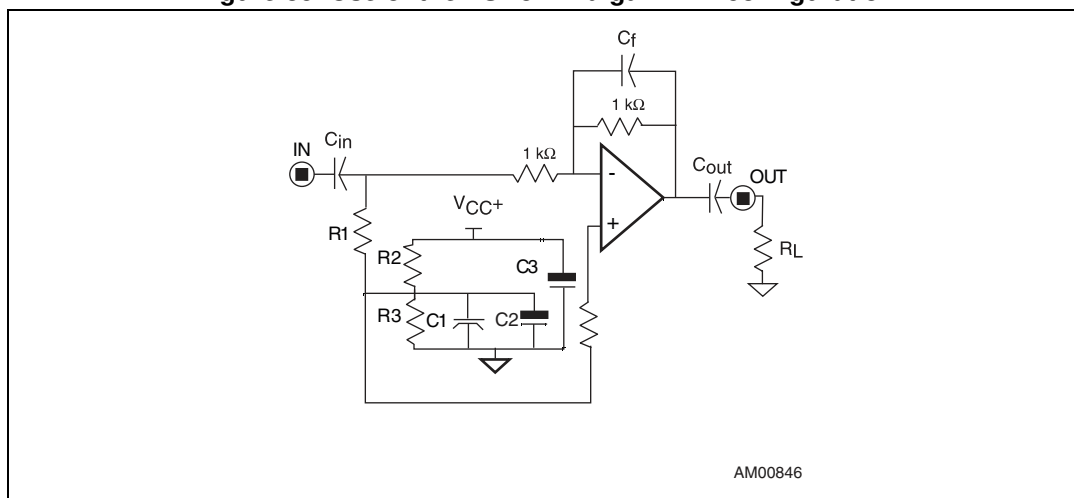 Cf
1 kΩ
Cin
IN
1 kΩ
Cout
OUT
-
+
VCC+
R1
R2
C3
RL
R3
C1
C2
AM00846